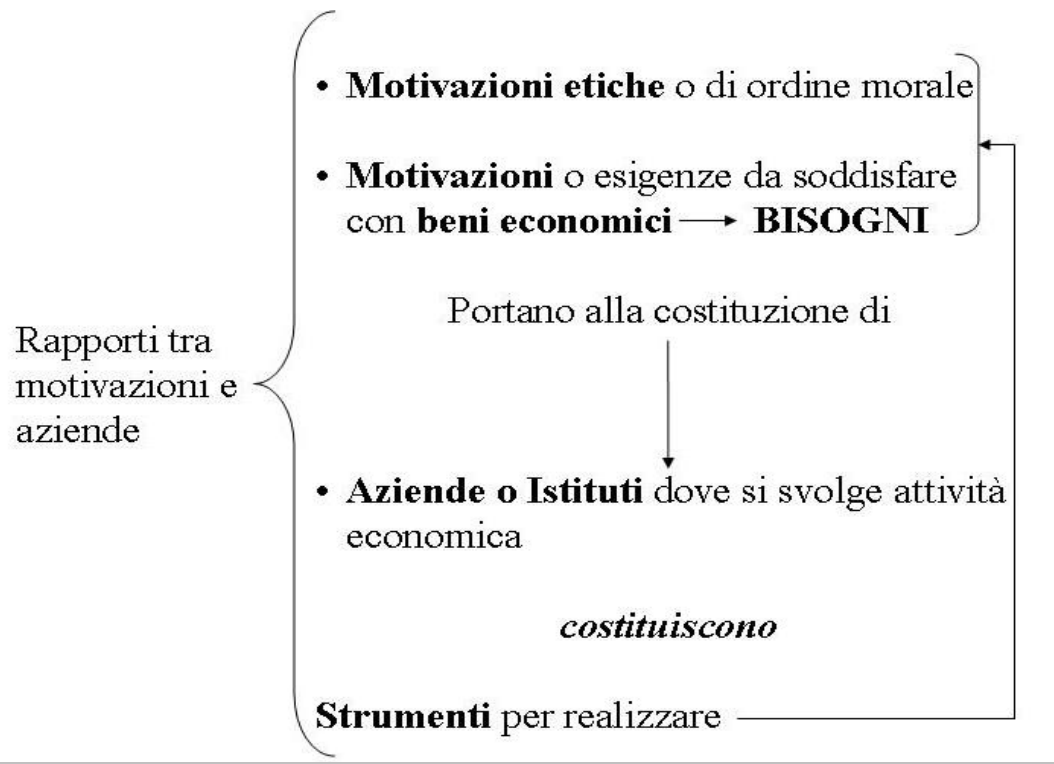 • Motivazioni etiche o di ordine morale
• Motivazioni o esigenze da soddisfare
con beni economici → BISOGNI
Portano alla costituzione di
Rapporti tra
motivazioni e
aziende
• Aziende o Istituti dove si svolge attività
economica
costituiscono
Strumenti per realizzare